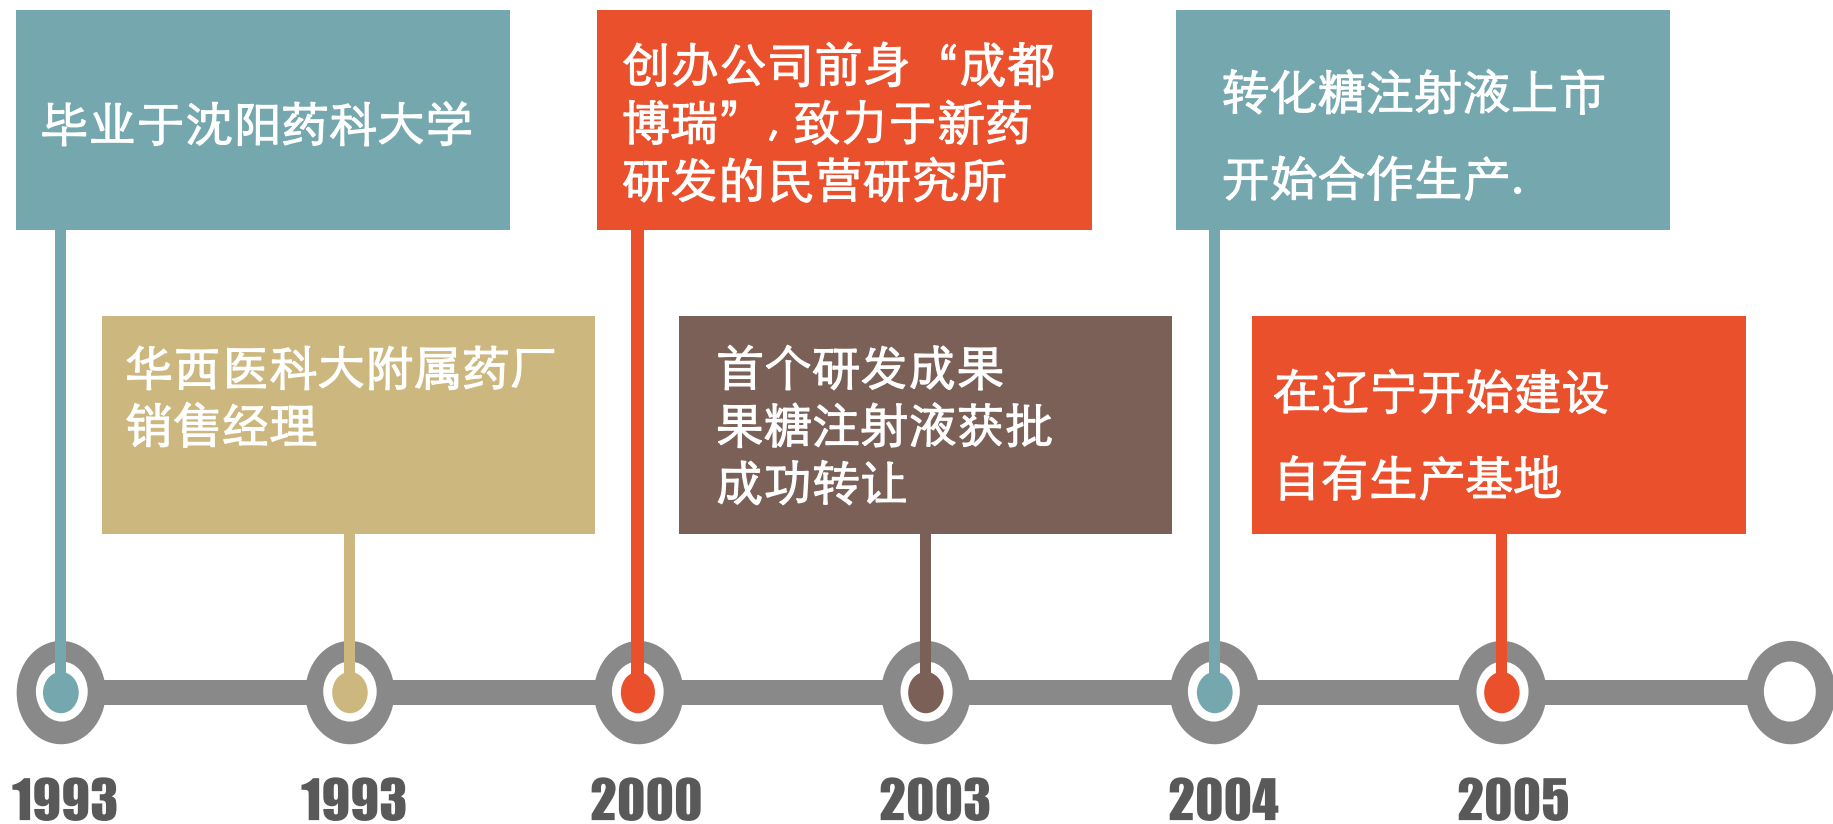 毕业于沈阳药科大学
创办公司前身“成都
博瑞”,致力于新药
研发的民营研究所
转化糖注射液上市
开始合作生产.
华西医科大附属药厂
销售经理
首个研发成果
果糖注射液获批
成功转让
在辽宁开始建设
自有生产基地
1993
1993
2000
2003
2004
2005